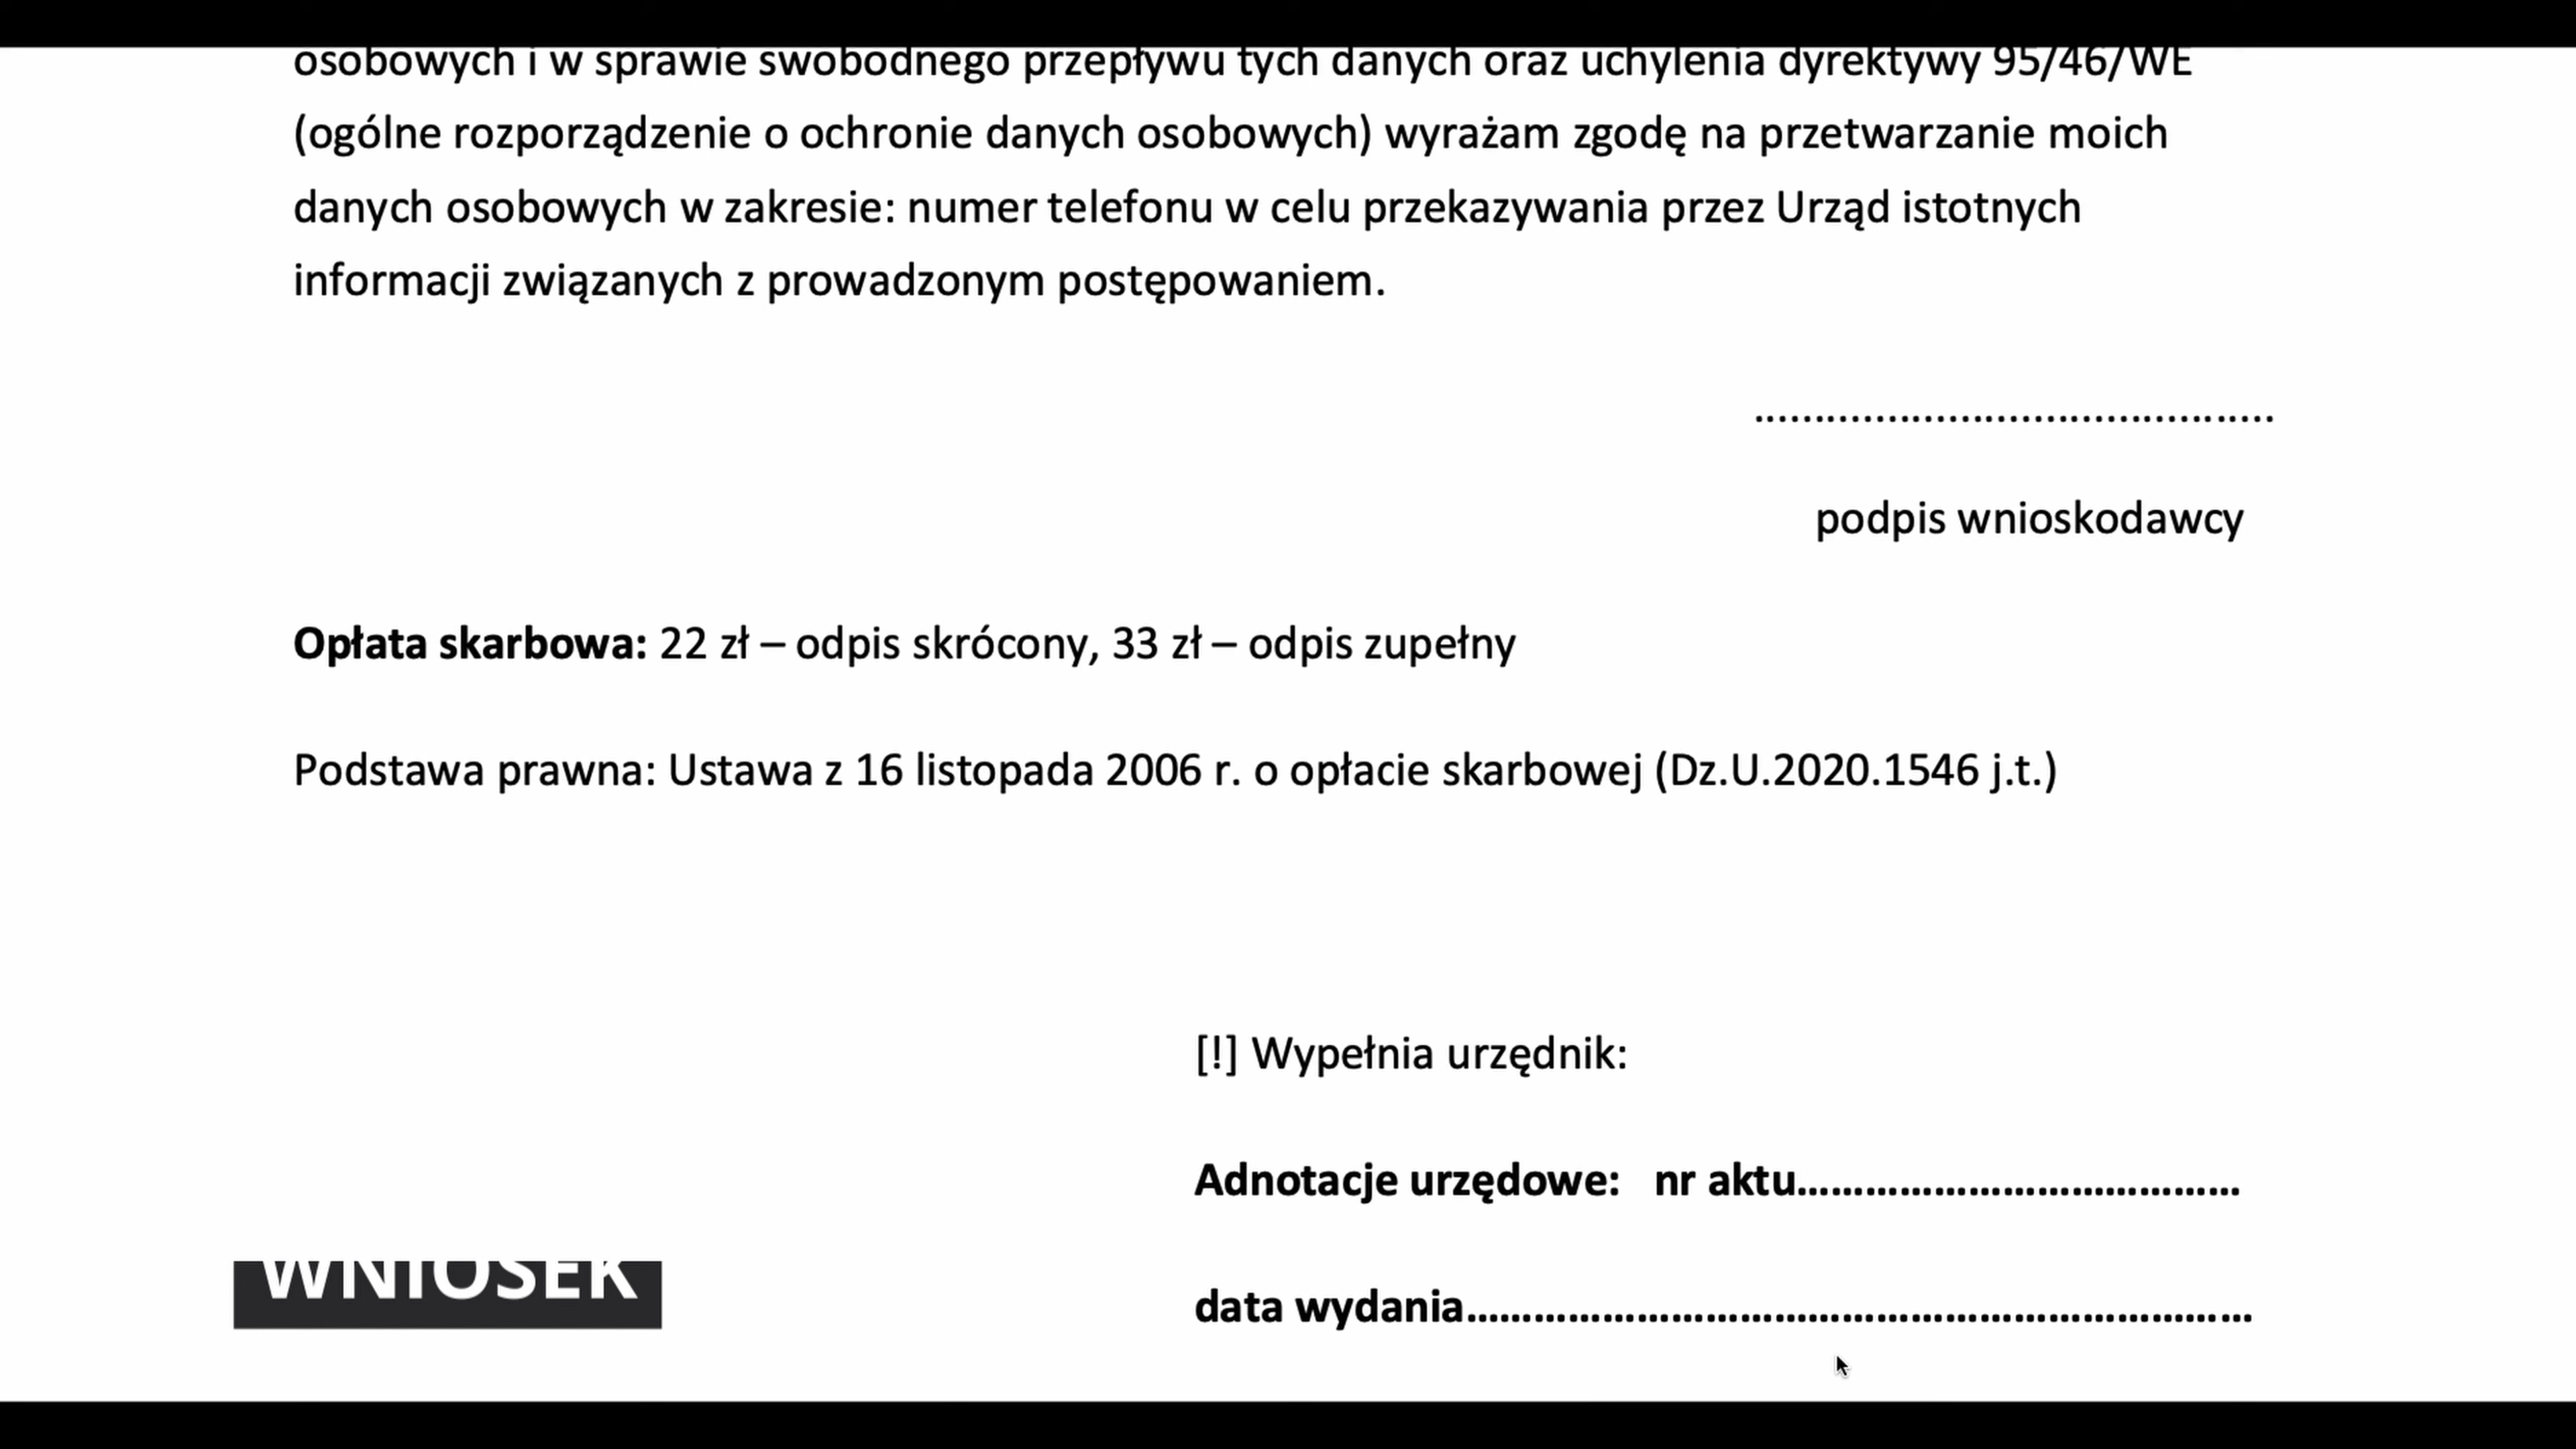 osobowych i w sprawie swobodnego przepływu tych danych oraz uchylenia dyrektywy 95/46/WE
(ogólne rozporządzenie o ochronie danych osobowych) wyrażam zgodę na przetwarzanie moich
danych osobowych w zakresie: numer telefonu w celu przekazywania przez Urząd istotnych
informacji związanych z prowadzonym postępowaniem.
...........................................
podpis wnioskodawcy
Opłata skarbowa: 22 zł – odpis skrócony, 33 zł – odpis zupełny
Podstawa prawna: Ustawa z 16 listopada 2006 r. o opłacie skarbowej (Dz.U.2020.1546 j.t.)
[!] Wypełnia urzędnik:
Adnotacje urzędowe: nr aktu.......................................
data wydania.....................................................................
WNIOSEK